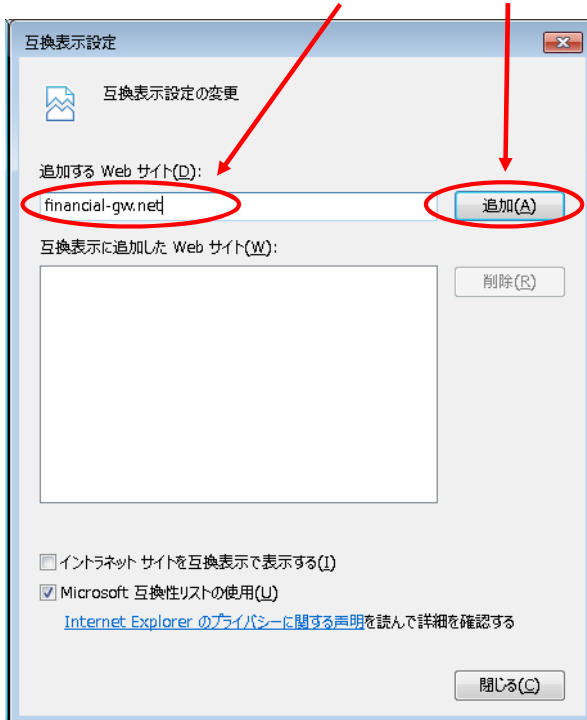 互換表示設定
互換表示設定の変更
追加する Web サイト(D):
financial-gw.net
追加(A)
互換表示に追加した Web サイト(W):
削除(R)
イントラネット サイトを互換表示で表示する(I)
Microsoft 互換性リストの使用(U)
Internet Explorer のプライバシーに関する声明を読んで詳細を確認する
閉じる(C)